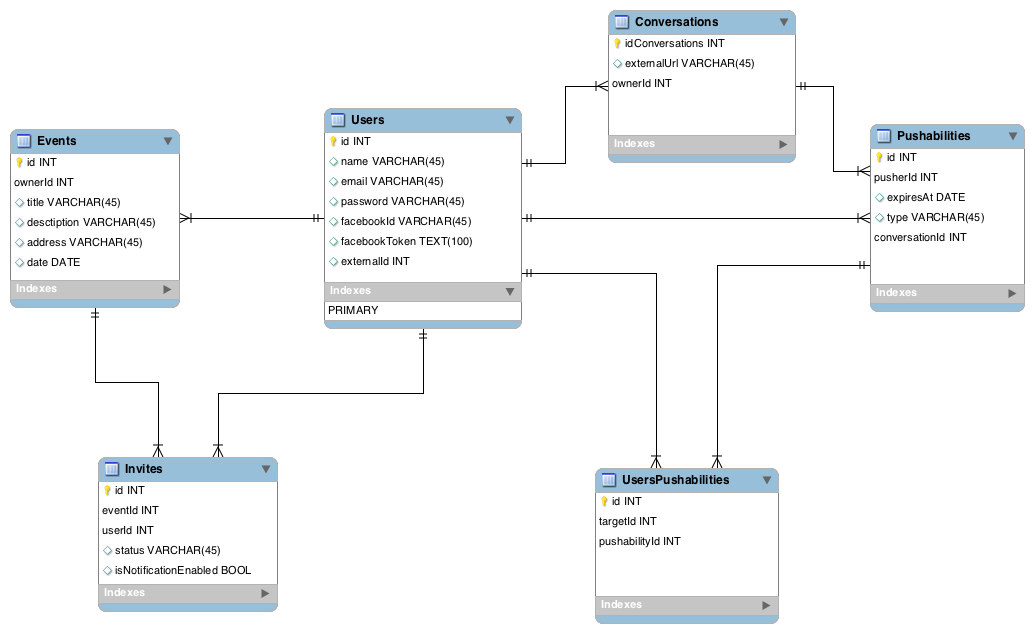 Conversations
idConversations INT
externalUrl VARCHAR(45)
ownerId INT
Indexes
Users
id INT
name VARCHAR(45)
email VARCHAR(45)
password VARCHAR(45)
facebookId VARCHAR(45)
facebookToken TEXT(100)
externalId INT
Indexes
PRIMARY
Events
id INT
ownerId INT
title VARCHAR(45)
desctiption VARCHAR(45)
address VARCHAR(45)
date DATE
Indexes
Pushabilities
id INT
pusherId INT
expiresAt DATE
type VARCHAR(45)
conversationId INT
Indexes
Invites
id INT
eventId INT
userId INT
status VARCHAR(45)
isNotificationEnabled BOOL
Indexes
UsersPushabilities
id INT
targetId INT
pushabilityId INT
Indexes